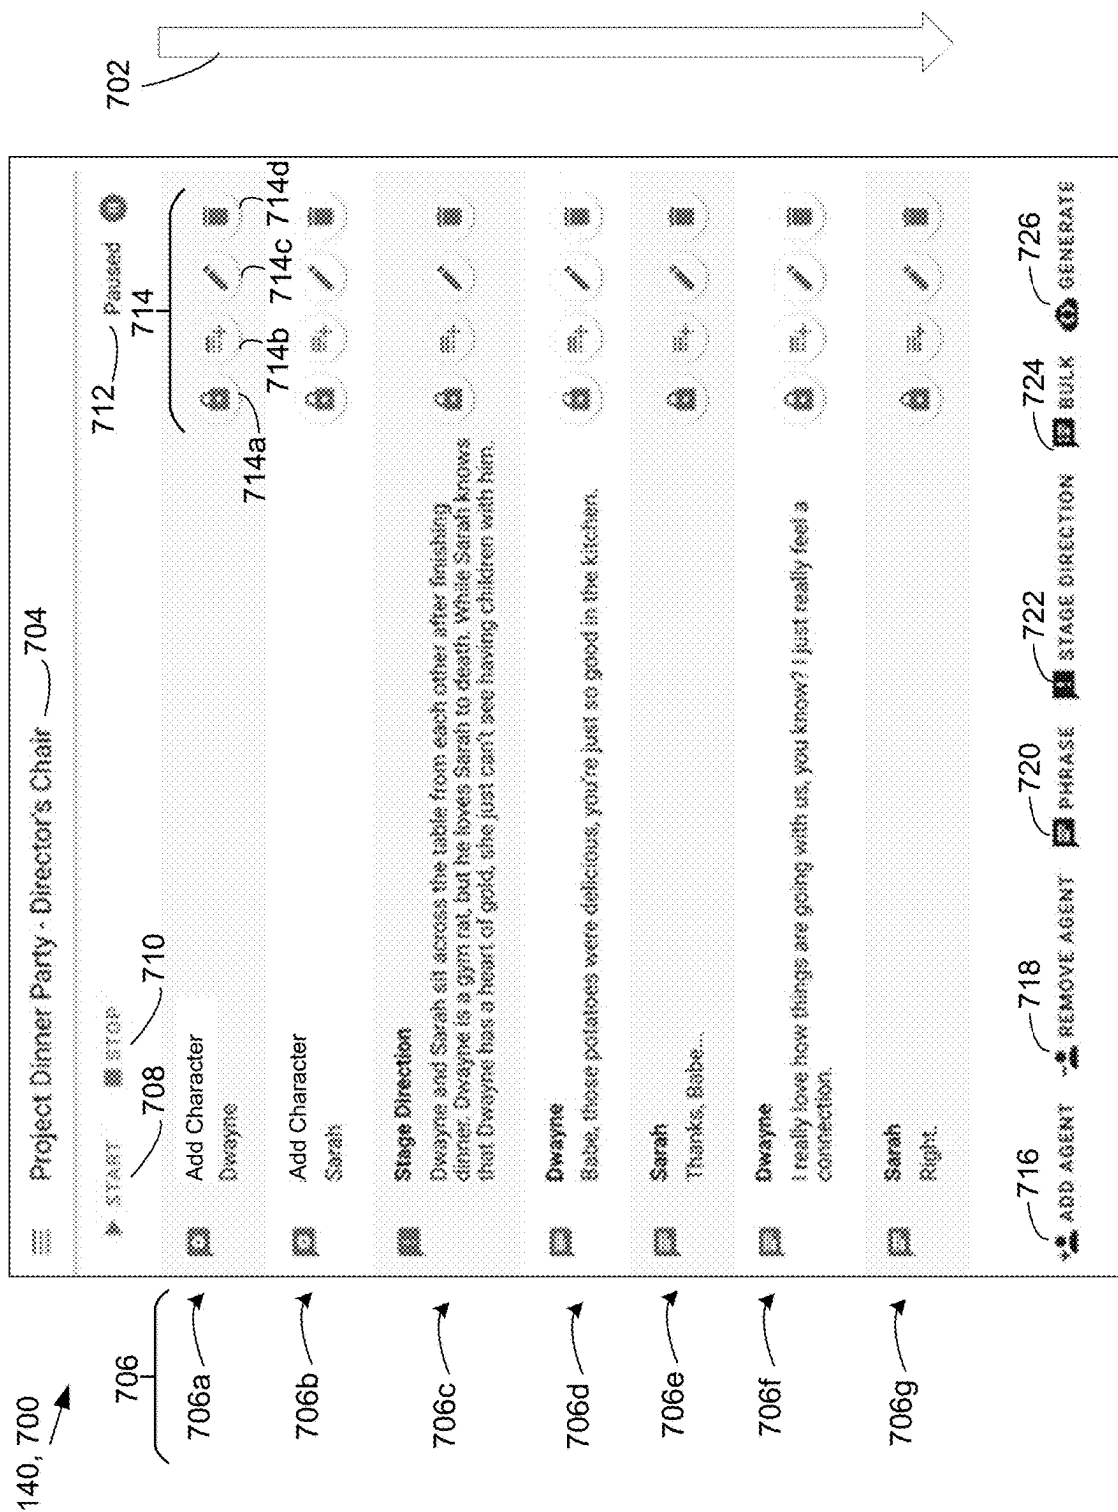 140, 700
702
Project Dinner Party - Director's Chair
704
START
STOP
708
710
712
Paused
714
706
706a
Add Character
Dwayne
714a
714b
714c
714d
706b
Add Character
Sarah
706c
Stage Direction
Dwayne and Sarah sit across the table from each other after finishing
dinner. Dwayne is a gym rat, but he loves Sarah to death. While Sarah knows
that Dwayne has a heart of gold, she just can't see having children with him.
706d
Dwayne
Babe, those potatoes were delicious, you're just so good in the kitchen.
706e
Sarah
Thanks, Babe...
706f
Dwayne
I really love how things are going with us, you know? I just really feel a
connection.
706g
Sarah
Right.
716
718
720
722
724
726
ADD AGENT
REMOVE AGENT
PHRASE
STAGE DIRECTION
BULK
GENERATE